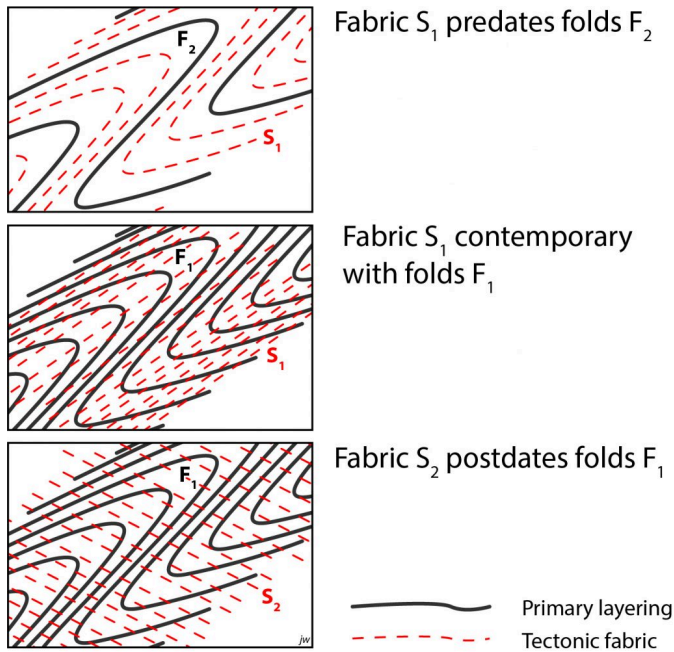 Fabric S₁ predates folds F₂
F₂
S₁
Fabric S₁ contemporary
with folds F₁
F₁
S₁
Fabric S₂ postdates folds F₁
F₁
S₂
jw
Primary layering
Tectonic fabric